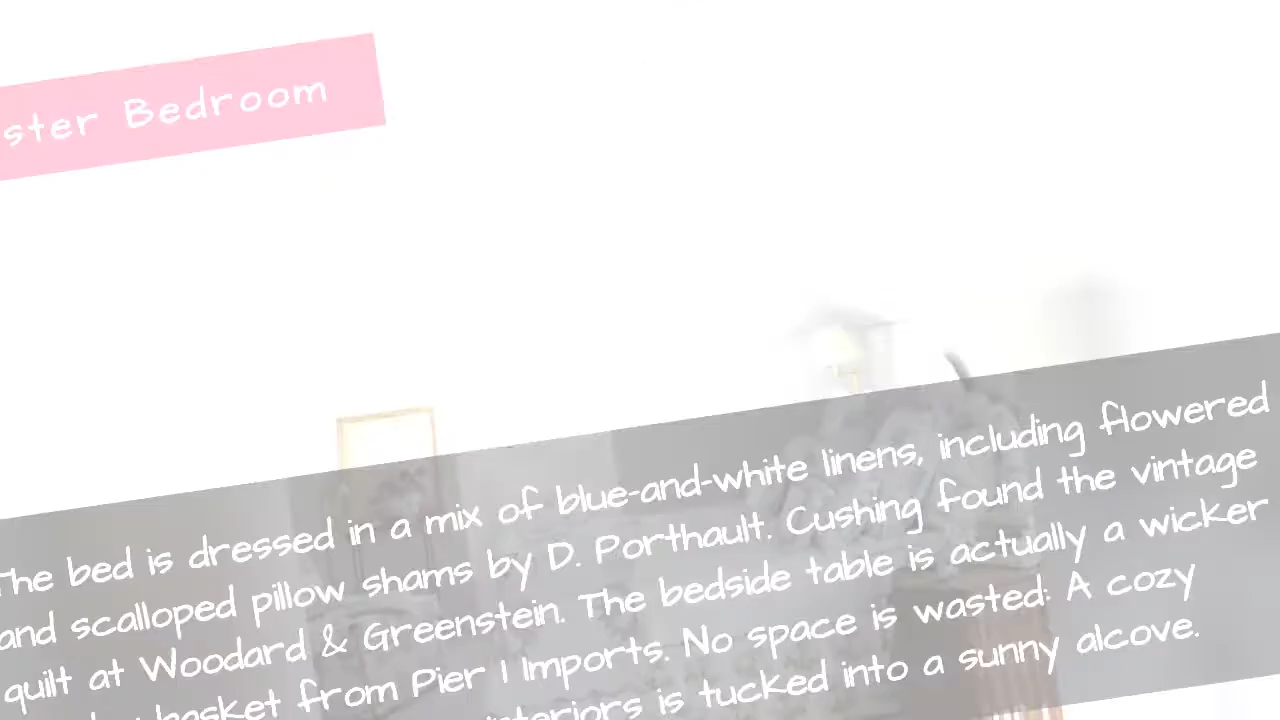 ster Bedroom
The bed is dressed in a mix of blue-and-white linens, including flowered
and scalloped pillow shams by D. Porthault. Cushing found the vintage
quilt at Woodard & Greenstein. The bedside table is actually a wicker
basket from Pier 1 Imports. No space is wasted: A cozy
interiors is tucked into a sunny alcove.